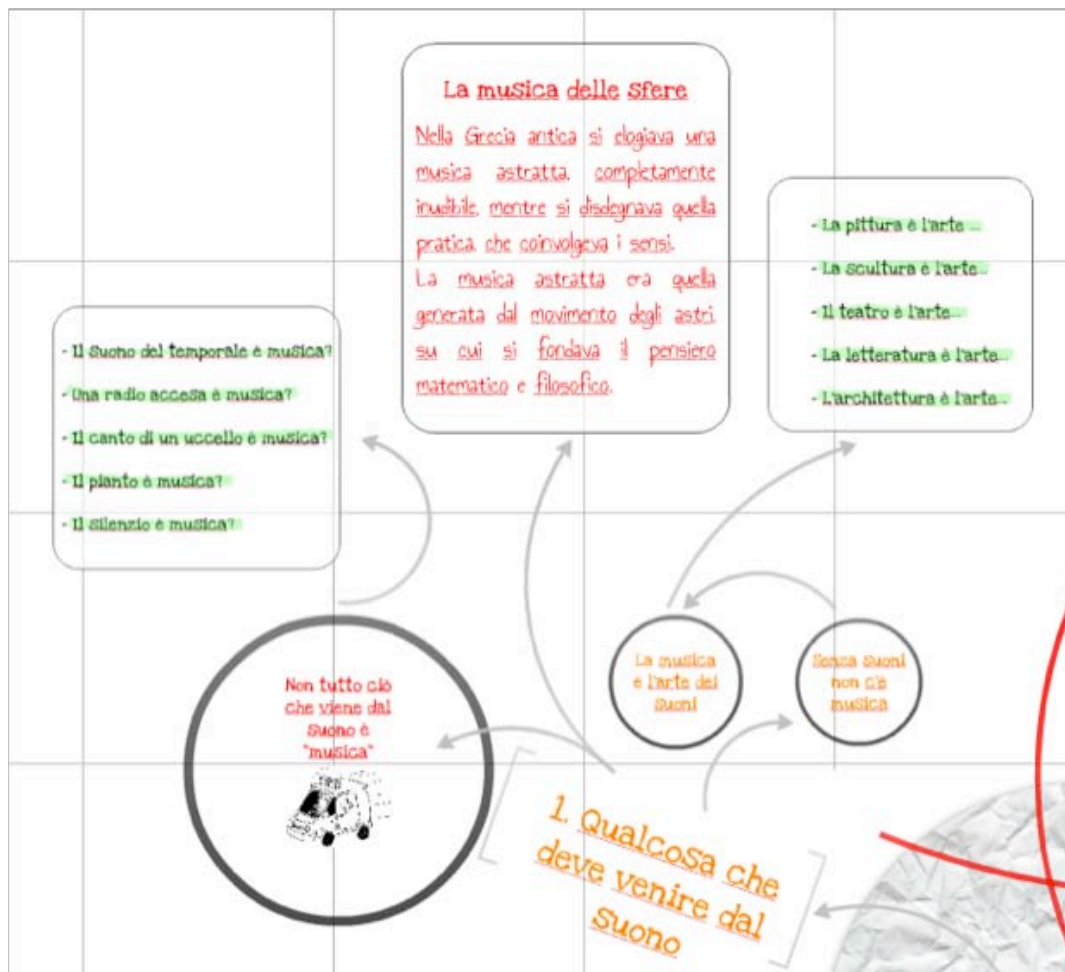 La musica delle sfere
Nella Grecia antica si elogiava una
musica astratta, completamente
inudibile, mentre si disdegnava quella
pratica, che coinvolgeva i sensi.
La musica astratta era quella
generata dal movimento degli astri,
su cui si fondava il pensiero
matematico e filosofico.
- La pittura è l'arte ...
- La scultura è l'arte...
- Il teatro è l'arte...
- La letteratura è l'arte...
- L'architettura è l'arte...
- Il Suono del temporale è musica?
- Una radio accesa è musica?
- Il canto di un uccello è musica?
- Il pianto è musica?
- Il silenzio è musica?
La musica
è l'arte dei
Suoni
Senza Suoni
non c'è
musica
Non tutto ciò
che viene dal
Suono è
"musica"
1. Qualcosa che
deve venire dal
Suono